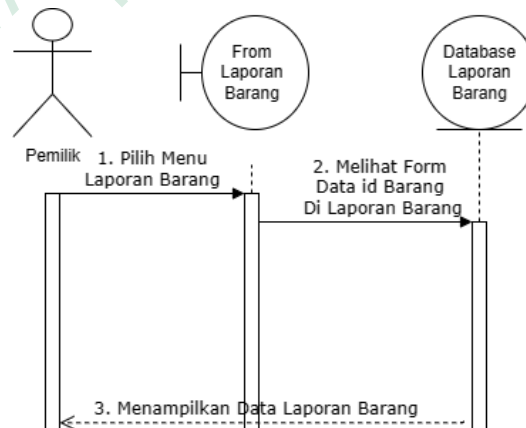 From
Laporan
Barang
Database
Laporan
Barang
Pemilik
1. Pilih Menu
Laporan Barang
2. Melihat Form
Data id Barang
Di Laporan Barang
3. Menampilkan Data Laporan Barang